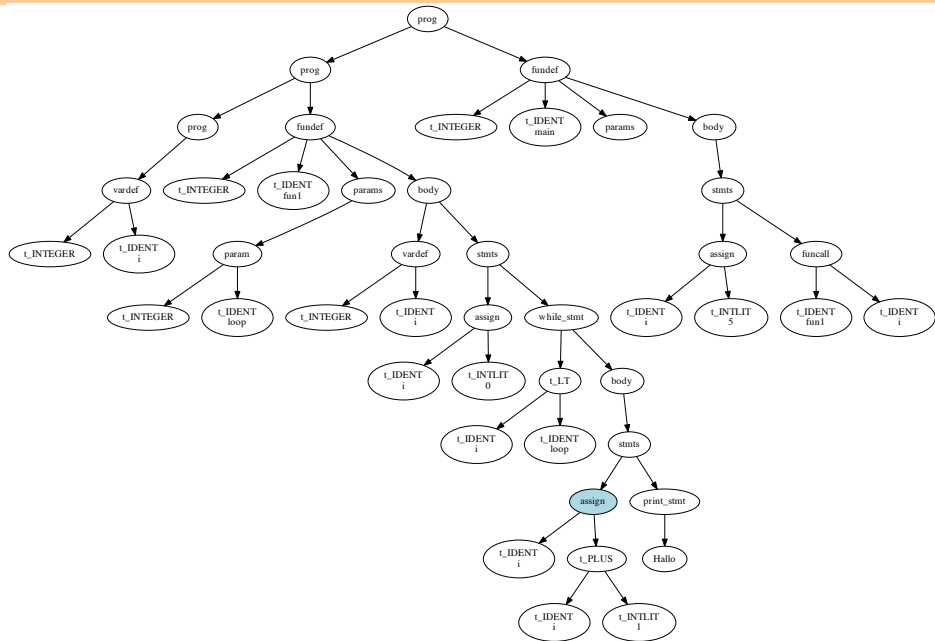 prog
prog
fundef
prog
fundef
t_INTEGER
t_IDENT
main
params
body
vardef
t_INTEGER
t_IDENT
fun1
params
body
stmts
t_INTEGER
t_IDENT
i
param
vardef
stmts
assign
funcall
t_INTEGER
t_IDENT
loop
t_INTEGER
t_IDENT
i
assign
while_stmt
t_IDENT
i
t_INTLIT
5
t_IDENT
fun1
t_IDENT
i
t_IDENT
i
t_INTLIT
0
t_LT
body
t_IDENT
i
t_IDENT
loop
stmts
assign
print_stmt
t_IDENT
i
t_PLUS
Hallo
t_IDENT
i
t_INTLIT
1